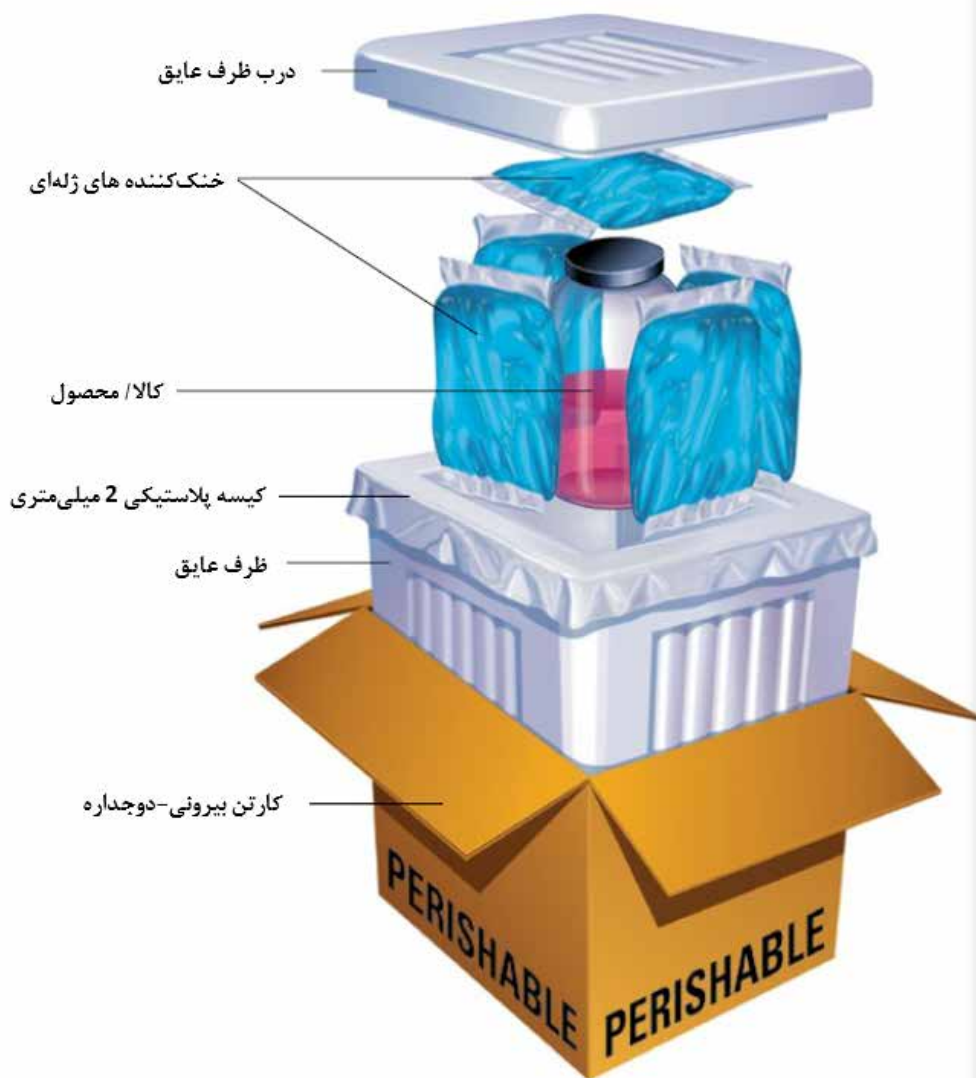 درب ظرف عایق
خنک‌کننده های ژله‌ای
کالا/ محصول
کیسه پلاستیکی 2 میلی‌متری
ظرف عایق
کارتن بیرونی-دوجداره
PERISHABLE
PERISHABLE